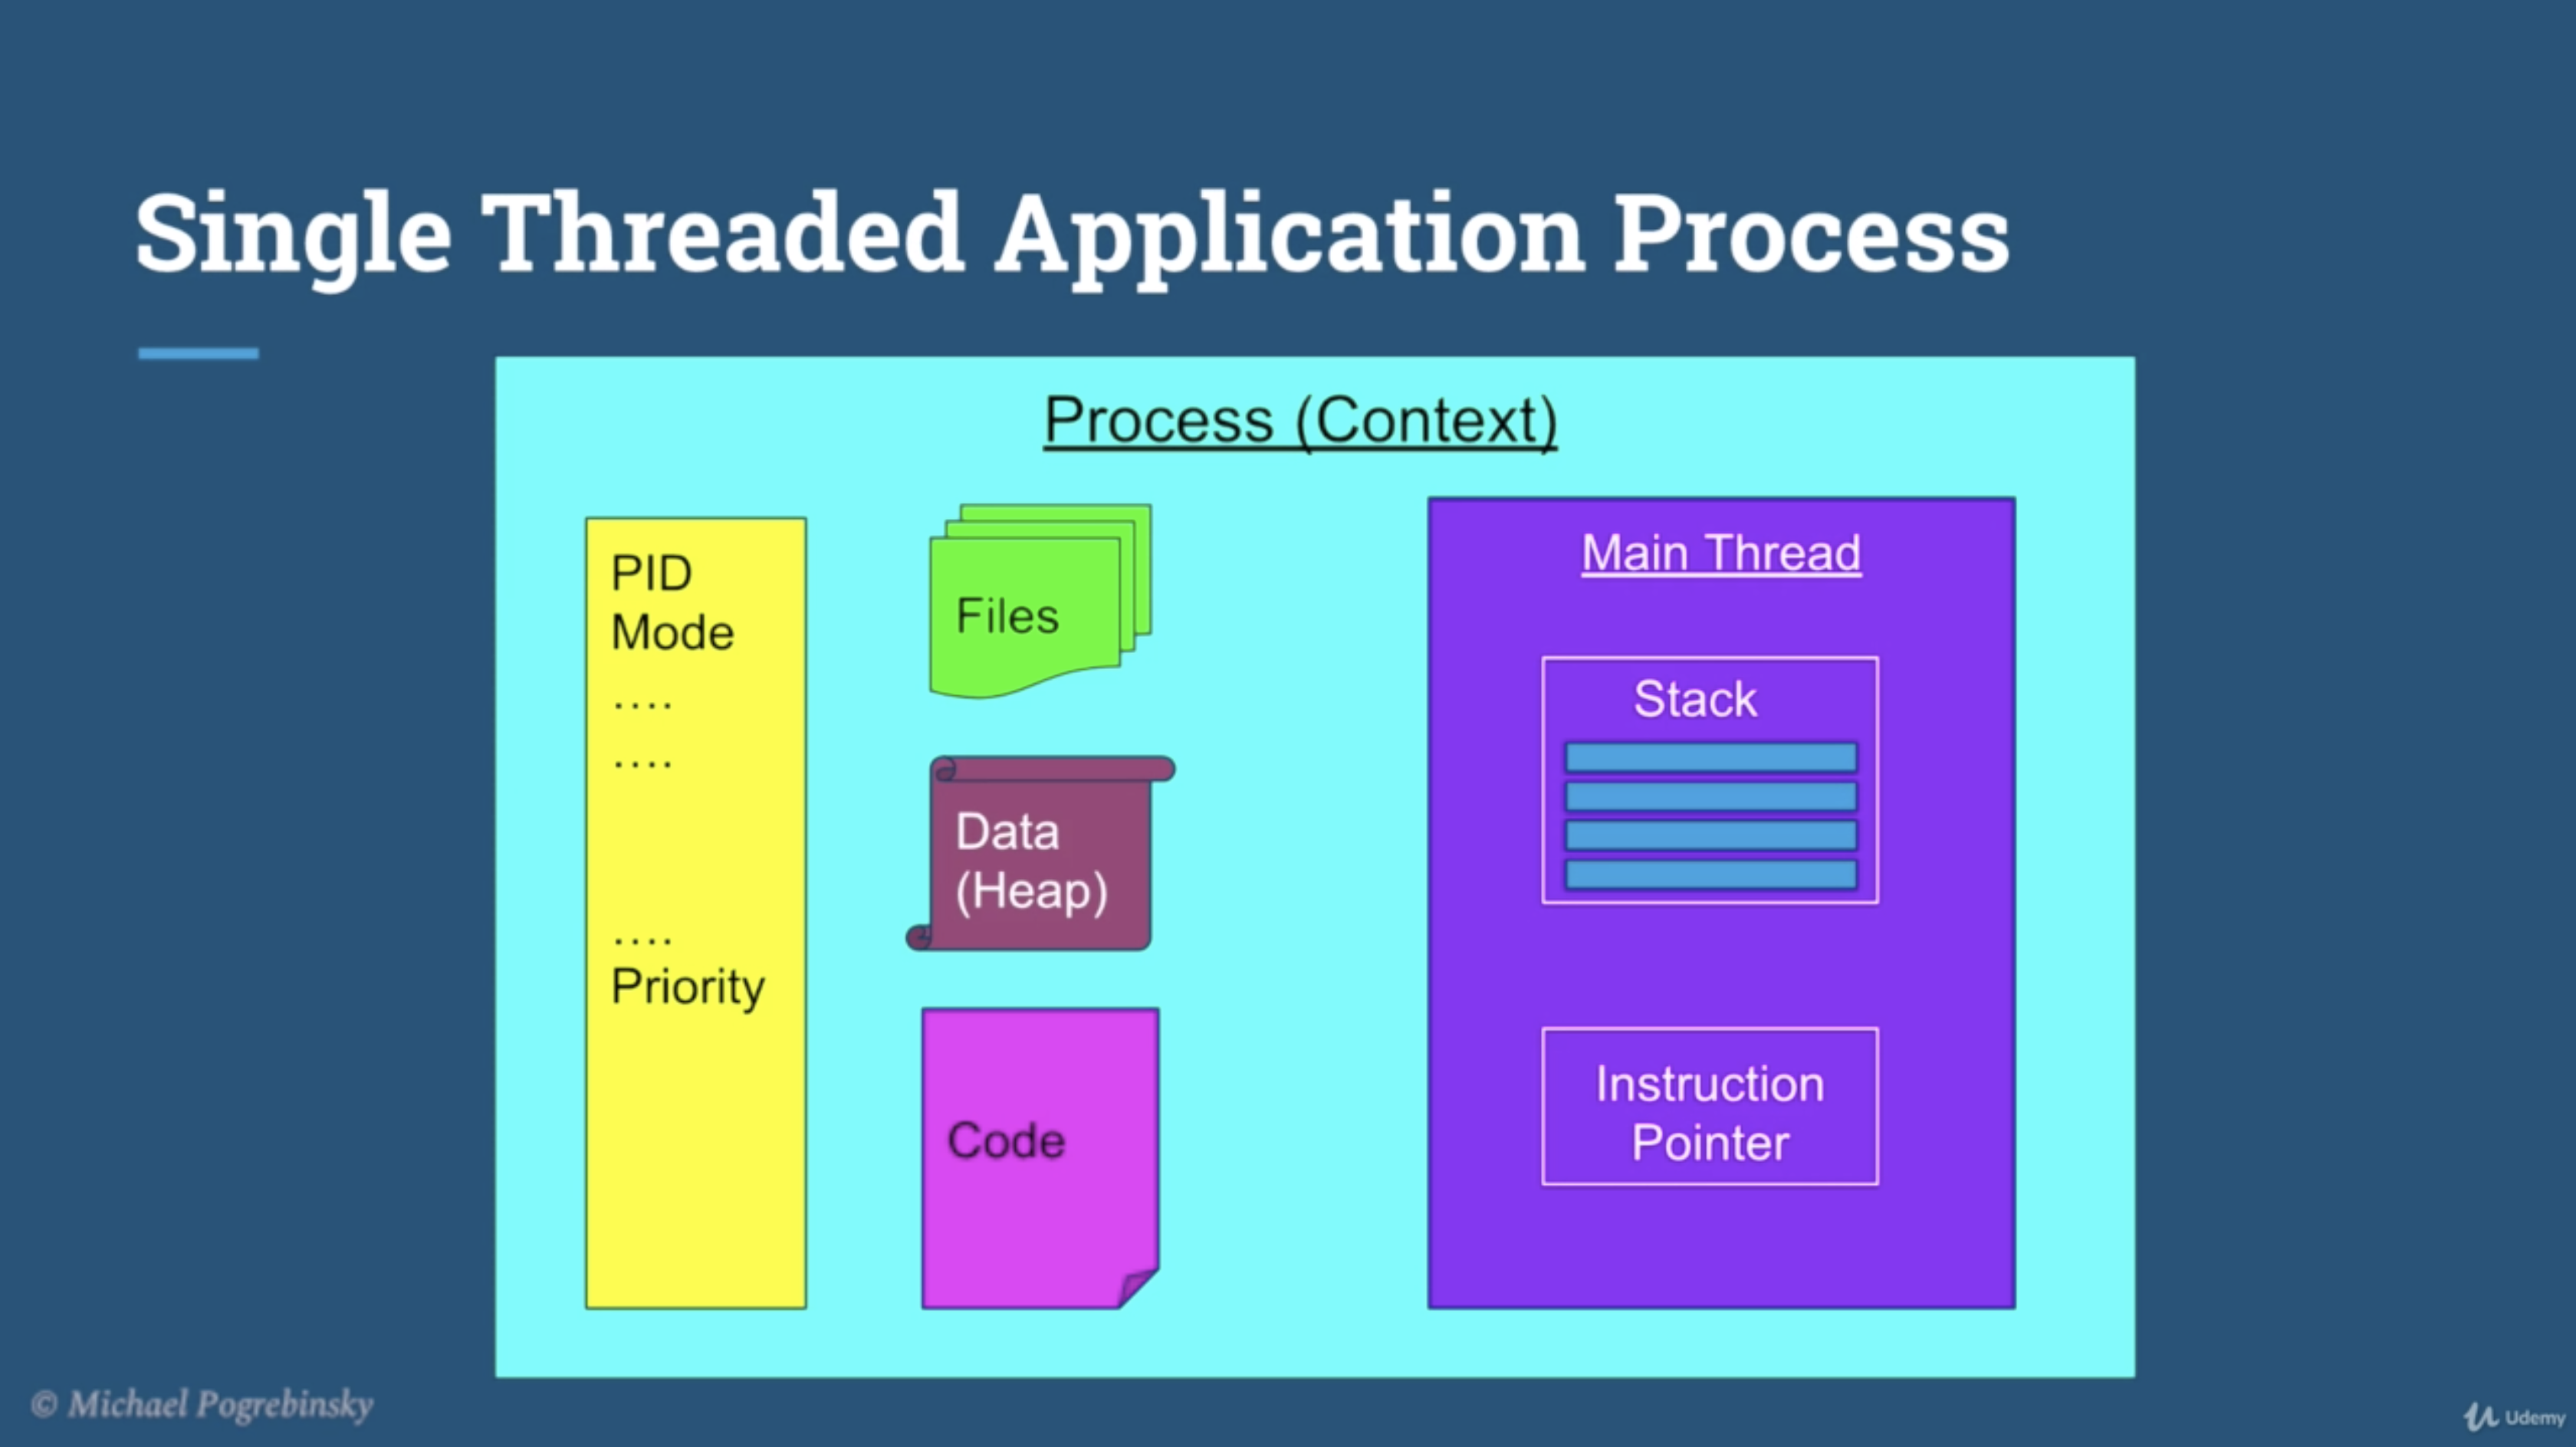 Single Threaded Application Process
Process (Context)
PID
Mode
....
....
....
Priority
Files
Data
(Heap)
Code
Main Thread
Stack
Instruction
Pointer
© Michael Pogrebinsky
Udemy